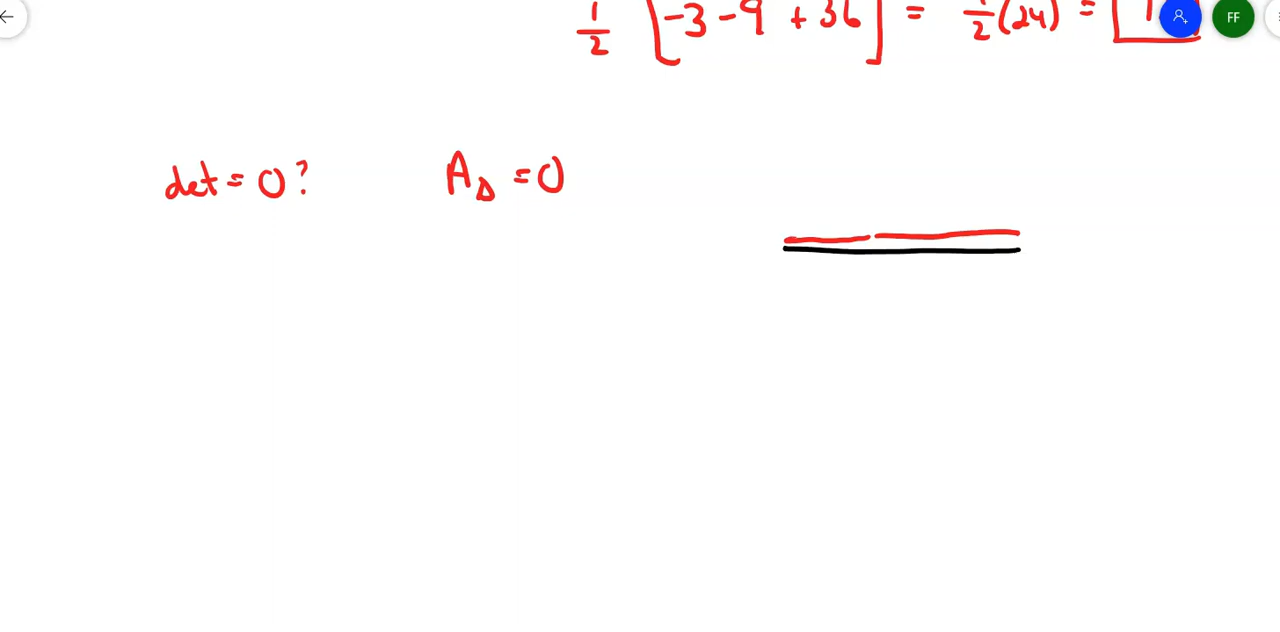 1/2 [-3 - 9 + 36] = 1/2 (24) =
det = 0? A△ = 0
FF